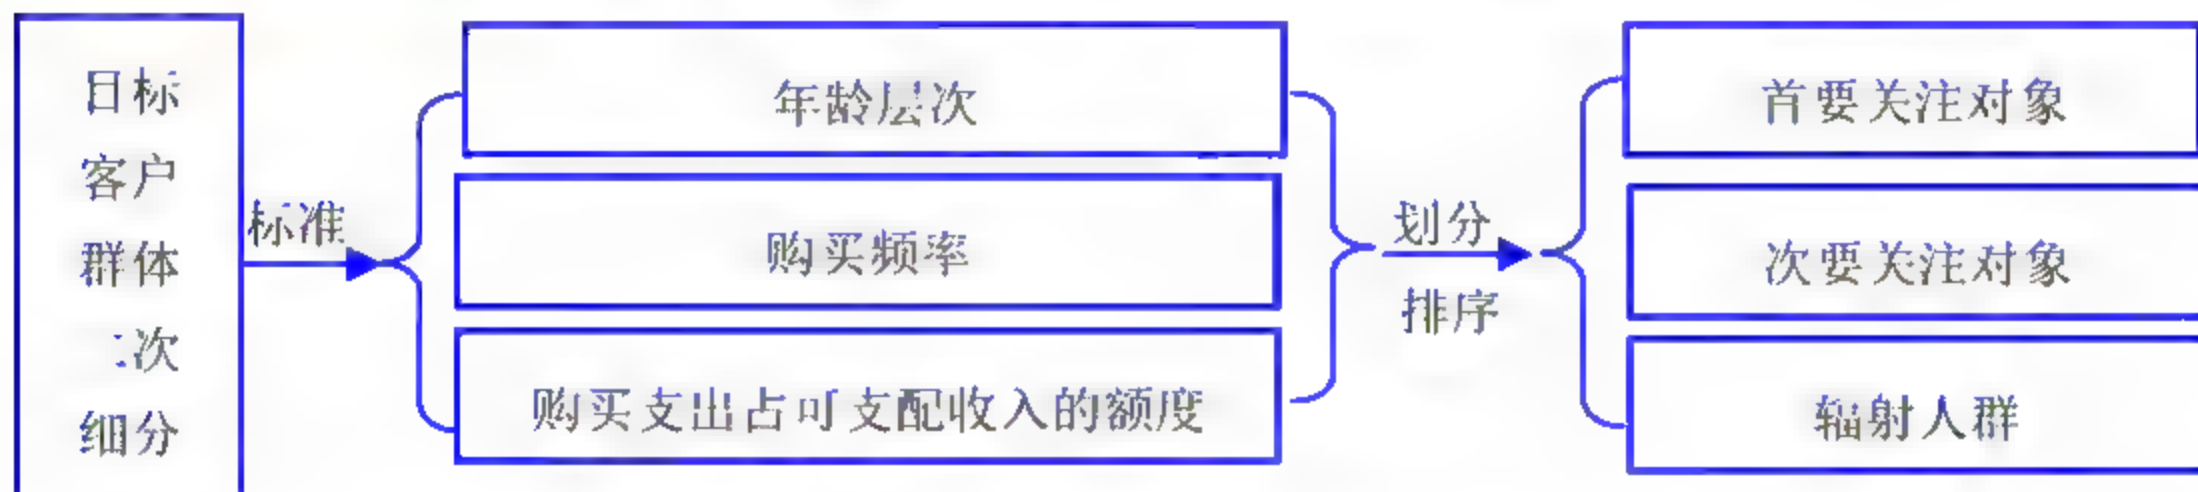 目标
客户
群体
二次
细分
标准
年龄层次
购买频率
购买支出占可支配收入的额度
划分
排序
首要关注对象
次要关注对象
辐射人群